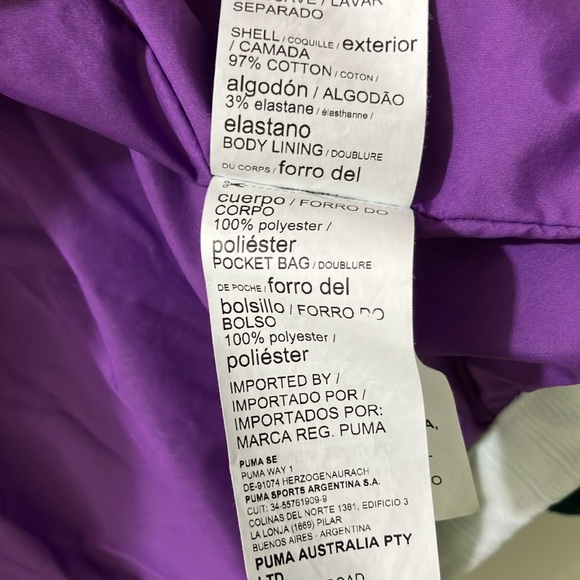 / LAVAR
SEPARADO
SHELL / COQUILLE / exterior
/ CAMADA
97% COTTON / COTON /
algodón / ALGODÃO
3% elastane / élasthanne /
elastano
BODY LINING / DOUBLURE
DU CORPS / forro del
cuerpo / FORRO DO
CORPO
100% polyester /
poliéster
POCKET BAG / DOUBLURE
DE POCHE / forro del
bolsillo / FORRO DO
BOLSO
100% polyester /
poliéster
IMPORTED BY /
IMPORTADO POR /
IMPORTADOS POR:
MARCA REG. PUMA
PUMA SE
PUMA WAY 1
DE-91074 HERZOGENAURACH
PUMA SPORTS ARGENTINA S.A.
CUIT: 34-55761909-9
COLINAS DEL NORTE 1381, EDIFICIO 3
LA LONJA (1669) PILAR
BUENOS AIRES - ARGENTINA
PUMA AUSTRALIA PTY
LTD
ROAD
A,
O